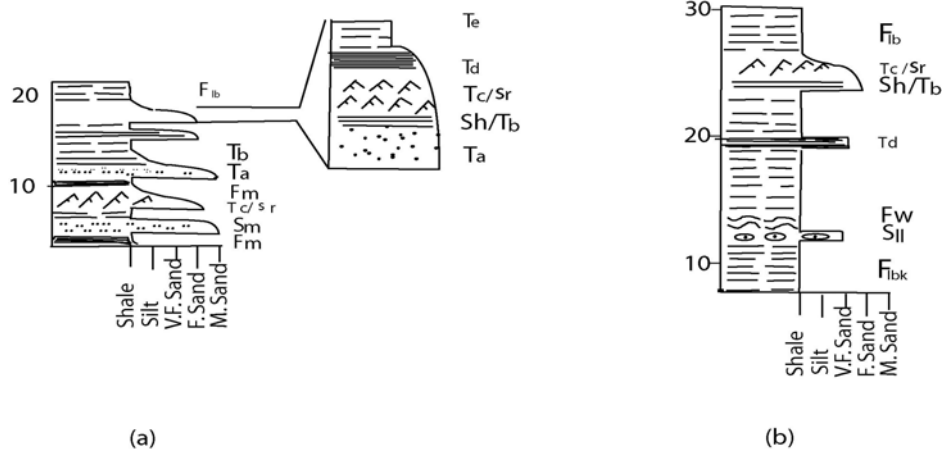 20
10
F lb
Tb
Ta
Fm
Tc/sr
Sm
Fm
Shale
Silt
V.F.Sand
F.Sand
M.Sand
Te
Td
Tc/sr
Sh/Tb
Ta
(a)
30
20
10
Flb
Tc/sr
Sh/Tb
Td
Fw
Sll
Flbk
Shale
Silt
V.F.Sand
F.Sand
M.Sand
(b)